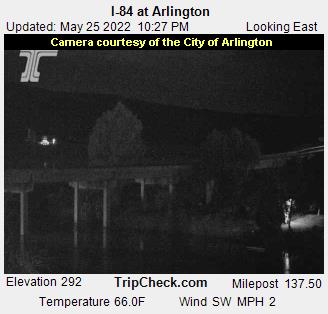 I-84 at Arlington
Updated: May 25 2022 10:27 PM Looking East
Camera courtesy of the City of Arlington
Elevation 292 TripCheck.com Milepost 137.50
Temperature 66.0F Wind SW MPH 2